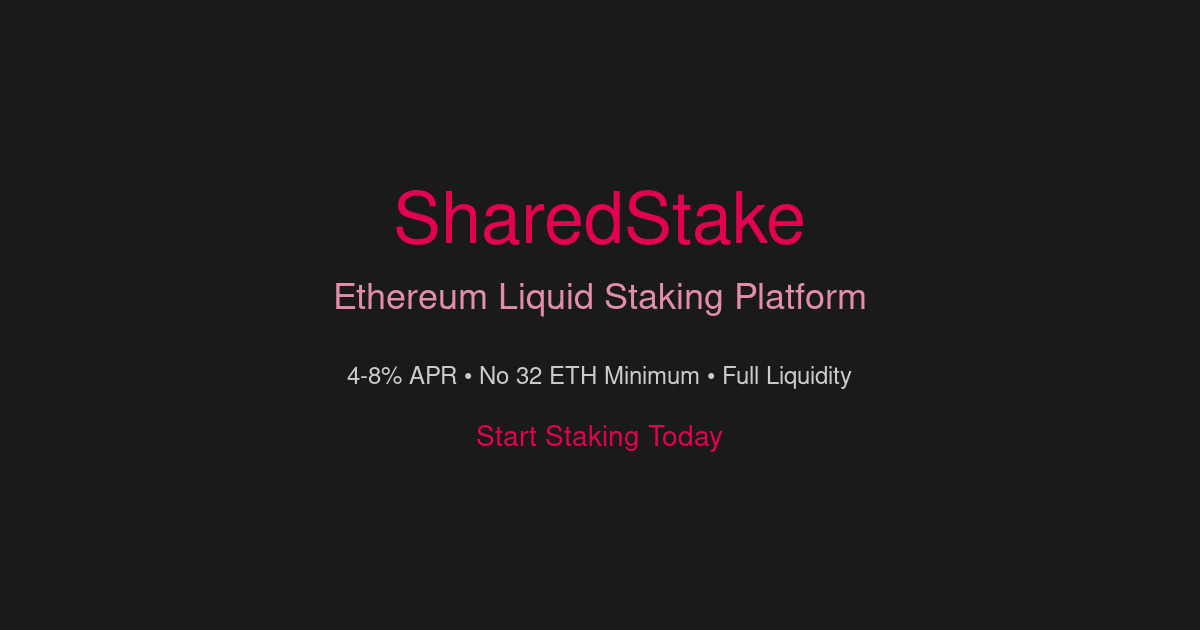 SharedStake
Ethereum Liquid Staking Platform
4-8% APR • No 32 ETH Minimum • Full Liquidity
Start Staking Today